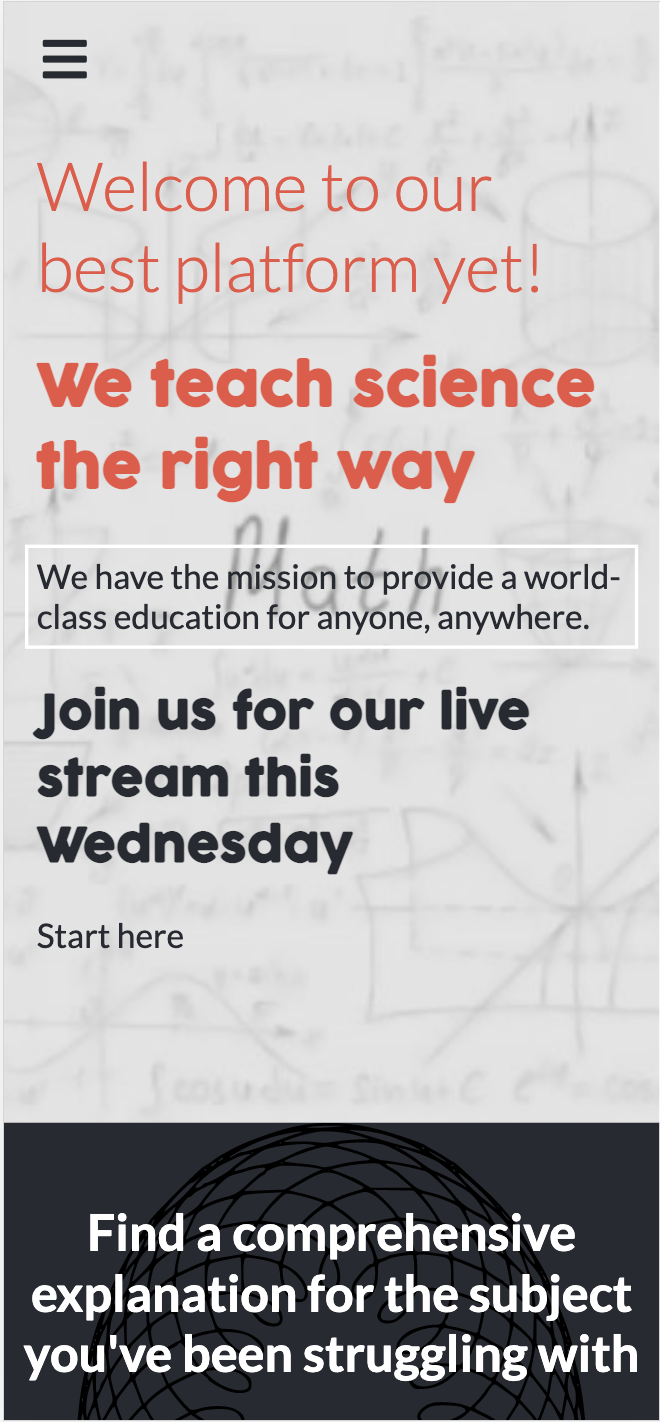 Welcome to our
best platform yet!
We teach science
the right way
Math
We have the mission to provide a world-
class education for anyone, anywhere.
Join us for our live
stream this
Wednesday
Start here
Find a comprehensive
explanation for the subject
you've been struggling with